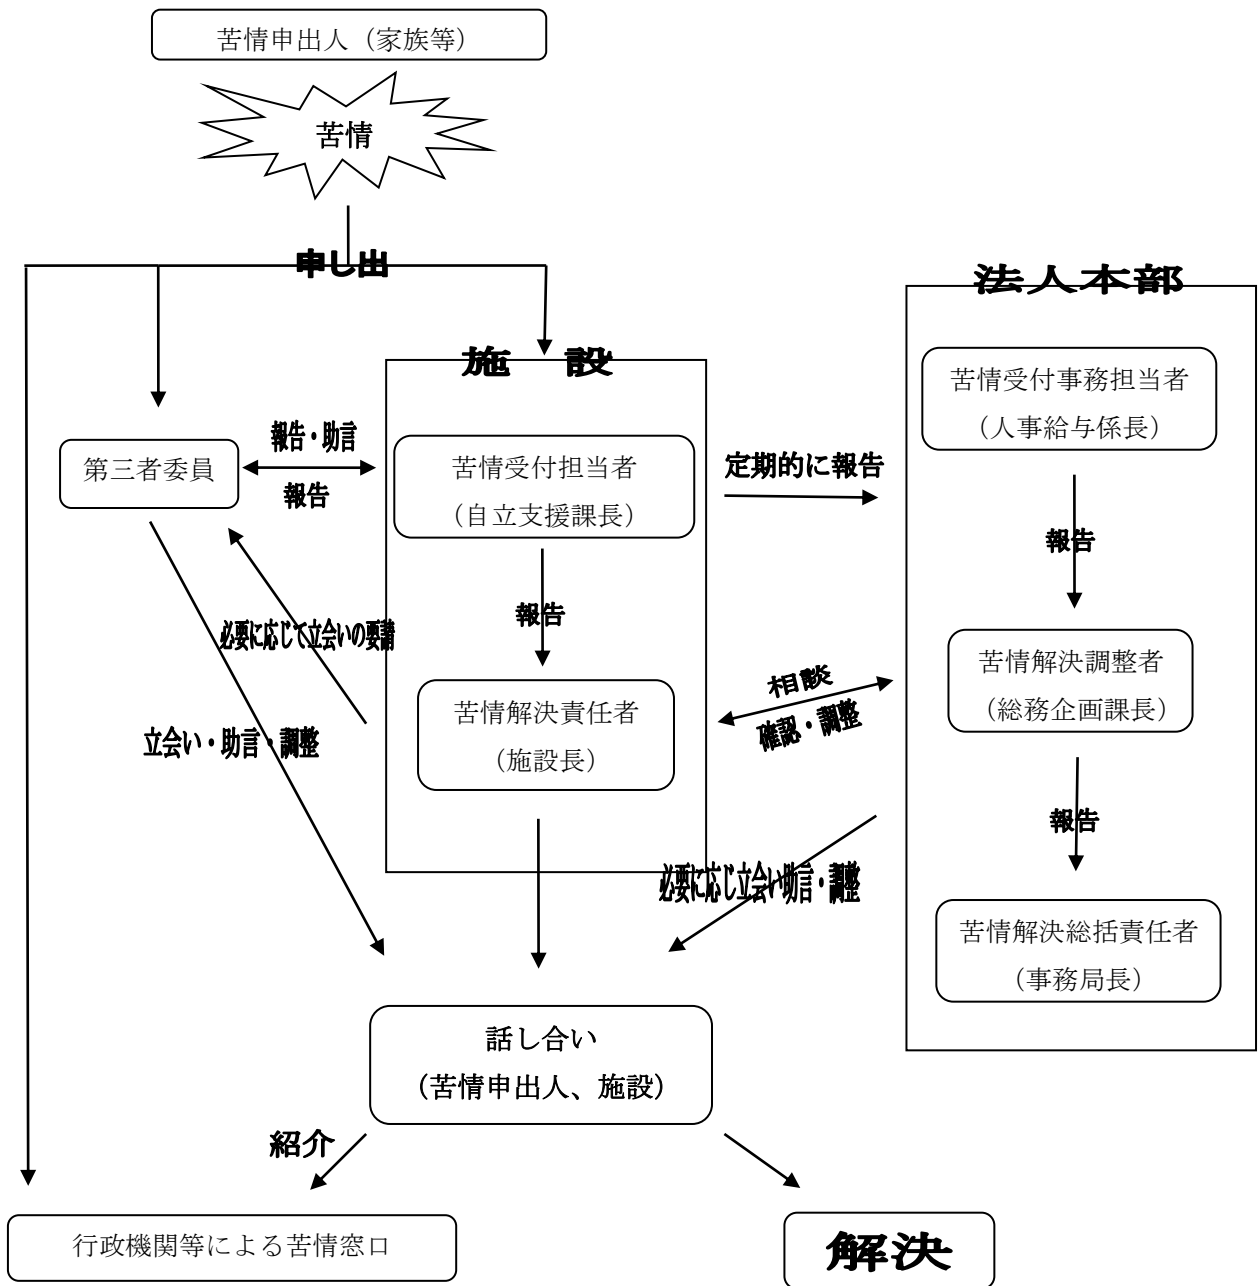 苦情申出人（家族等）
苦情
申し出
法人本部
施　設
苦情受付事務担当者
（人事給与係長）
報告・助言
第三者委員
報告
苦情受付担当者
（自立支援課長）
定期的に報告
報告
報告
必要に応じて立会いの要請
苦情解決調整者
（総務企画課長）
相談
確認・調整
苦情解決責任者
（施設長）
立会い・助言・調整
報告
必要に応じ立会い助言・調整
苦情解決総括責任者
（事務局長）
話し合い
（苦情申出人、施設）
紹介
行政機関等による苦情窓口
解決